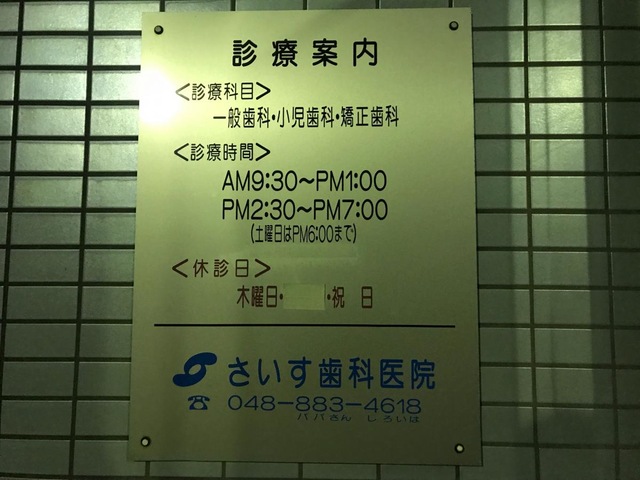 診療案内
＜診療科目＞
一般歯科・小児歯科・矯正歯科
＜診療時間＞
AM9:30〜PM1:00
PM2:30〜PM7:00
(土曜日はPM6:00まで)
＜休診日＞
木曜日・　　・祝　日
さいす歯科医院
☎ 048-883-4618
パパさん　しろいは